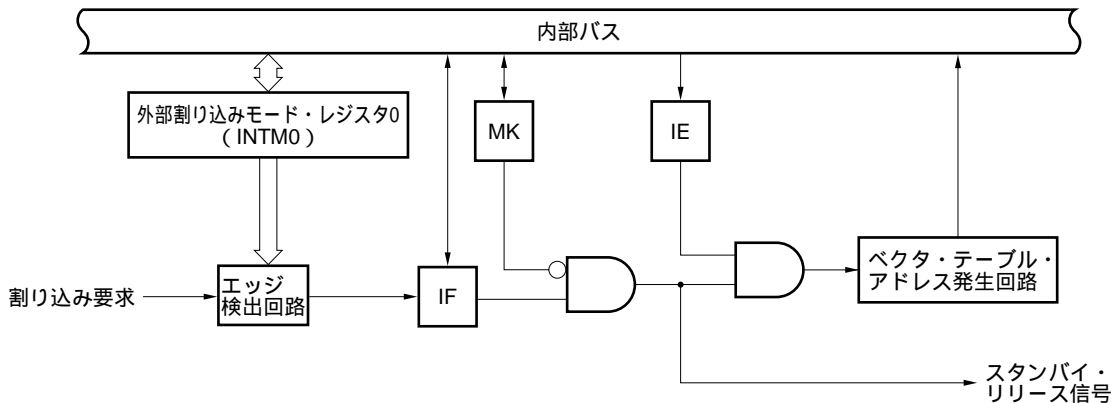 内部バス
外部割り込みモード・レジスタ0
（INTM0）
MK
IE
割り込み要求
エッジ
検出回路
IF
ベクタ・テーブル・
アドレス発生回路
スタンバイ・
リリース信号